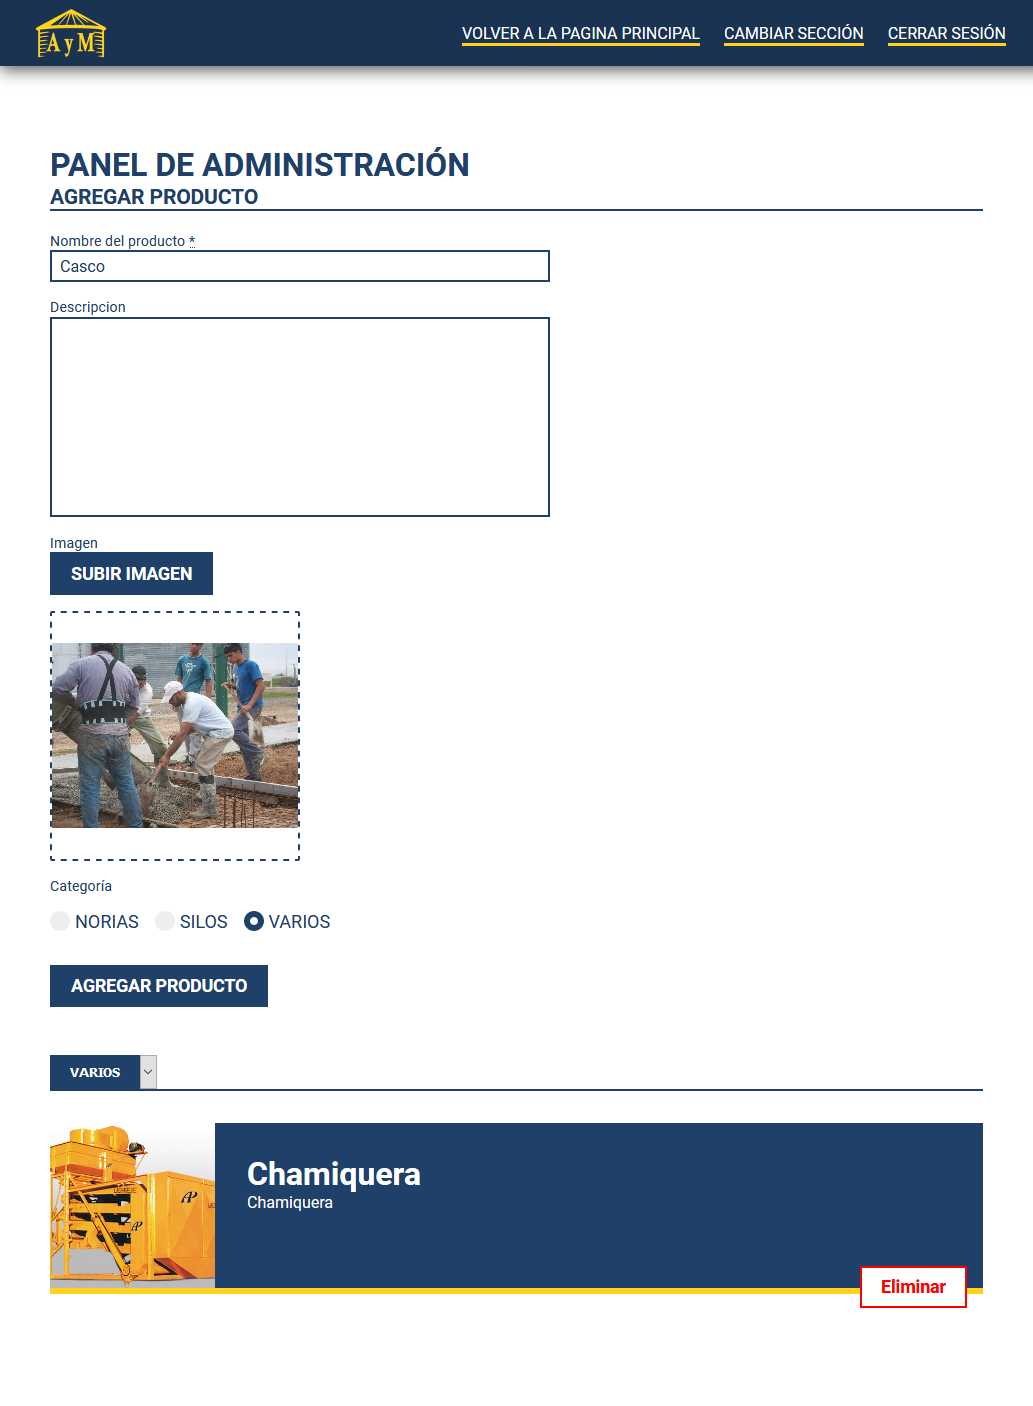 A y M
VOLVER A LA PAGINA PRINCIPAL CAMBIAR SECCIÓN CERRAR SESIÓN
PANEL DE ADMINISTRACIÓN
AGREGAR PRODUCTO
Nombre del producto *
Casco
Descripcion
Imagen
SUBIR IMAGEN
Categoría
NORIAS SILOS VARIOS
AGREGAR PRODUCTO
VARIOS
Chamiquera
Chamiquera
Eliminar